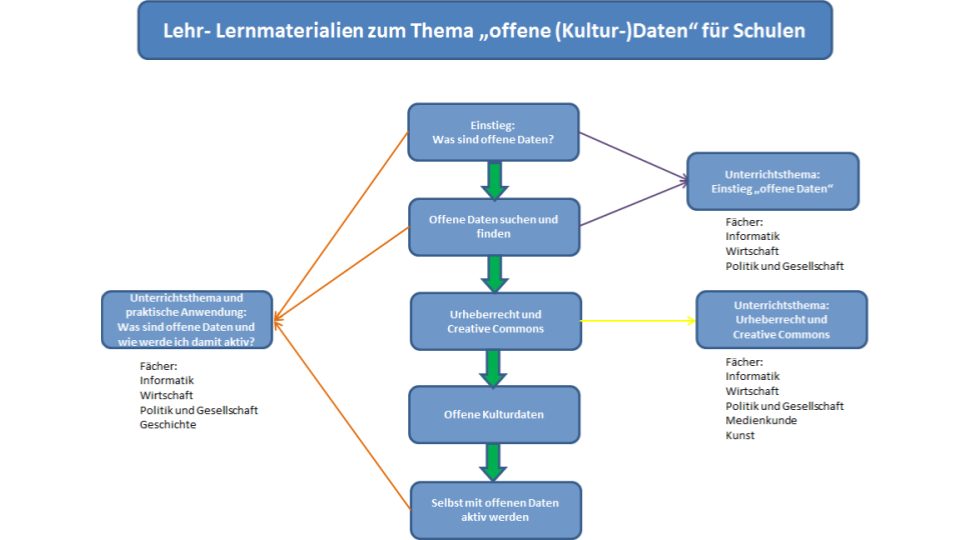 Lehr- Lernmaterialien zum Thema „offene (Kultur-)Daten“ für Schulen
Einstieg:
Was sind offene Daten?
Unterrichtsthema:
Einstieg „offene Daten“
Fächer:
Informatik
Wirtschaft
Politik und Gesellschaft
Offene Daten suchen und
finden
Unterrichtsthema und
praktische Anwendung:
Was sind offene Daten und
wie werde ich damit aktiv?
Fächer:
Informatik
Wirtschaft
Politik und Gesellschaft
Geschichte
Urheberrecht und
Creative Commons
Unterrichtsthema:
Urheberrecht und
Creative Commons
Fächer:
Informatik
Wirtschaft
Politik und Gesellschaft
Medienkunde
Kunst
Offene Kulturdaten
Selbst mit offenen Daten
aktiv werden